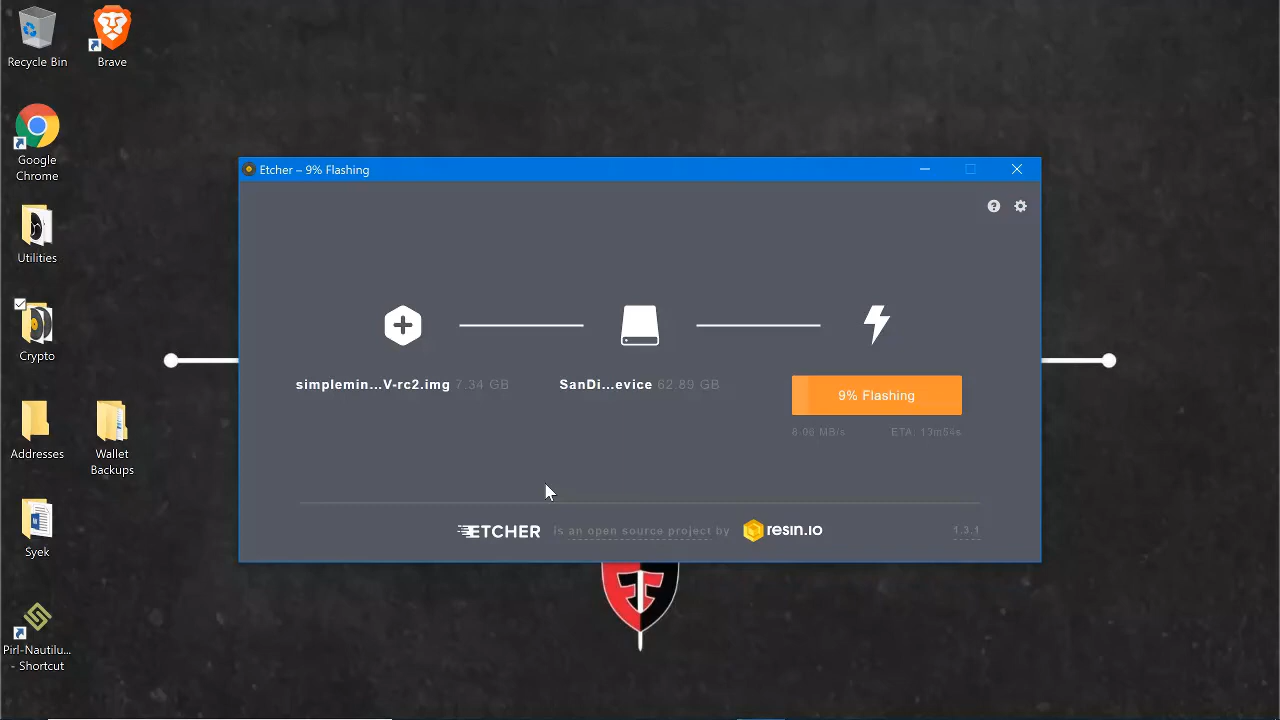 Recycle Bin
Brave
Google
Chrome
Utilities
Crypto
Addresses
Wallet
Backups
Syek
Pirl-Nautilu...
- Shortcut
Etcher – 9% Flashing
simplemin...V-rc2.img 7.34 GB
SanDi...evice 62.89 GB
9% Flashing
MB/s
ETA: 13m54s
ETCHER is an open source project by resin.io
1.3.1